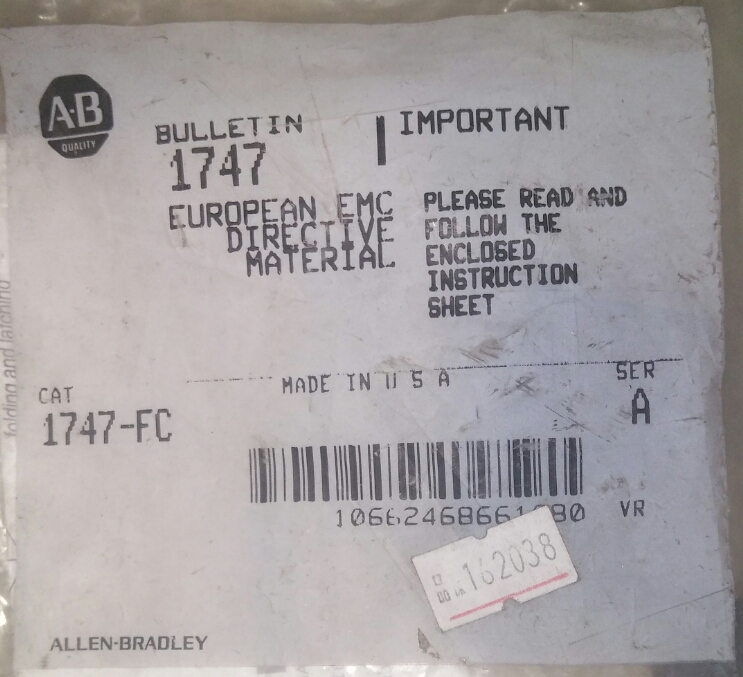 A·B
QUALITY
BULLETIN
1747
EUROPEAN EMC
DIRECTIVE
MATERIAL
IMPORTANT
PLEASE READ AND
FOLLOW THE
ENCLOSED
INSTRUCTION
SHEET
MADE IN U S A
CAT
1747-FC
SER
A
VR
162038
ALLEN-BRADLEY
folding and latching